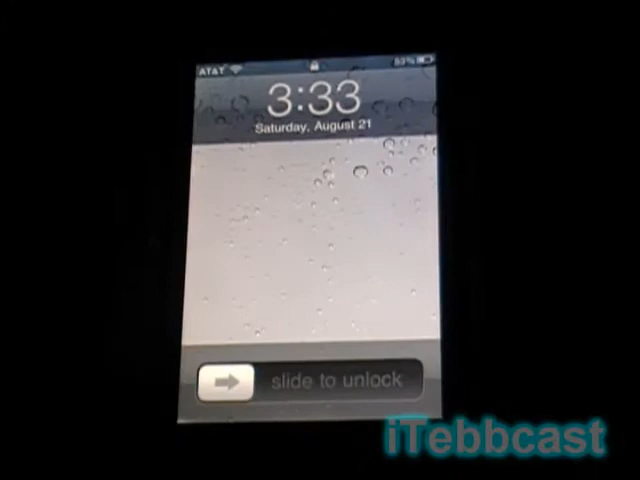 AT&T
3:33
Saturday, August 21
slide to unlock
iTebbcast